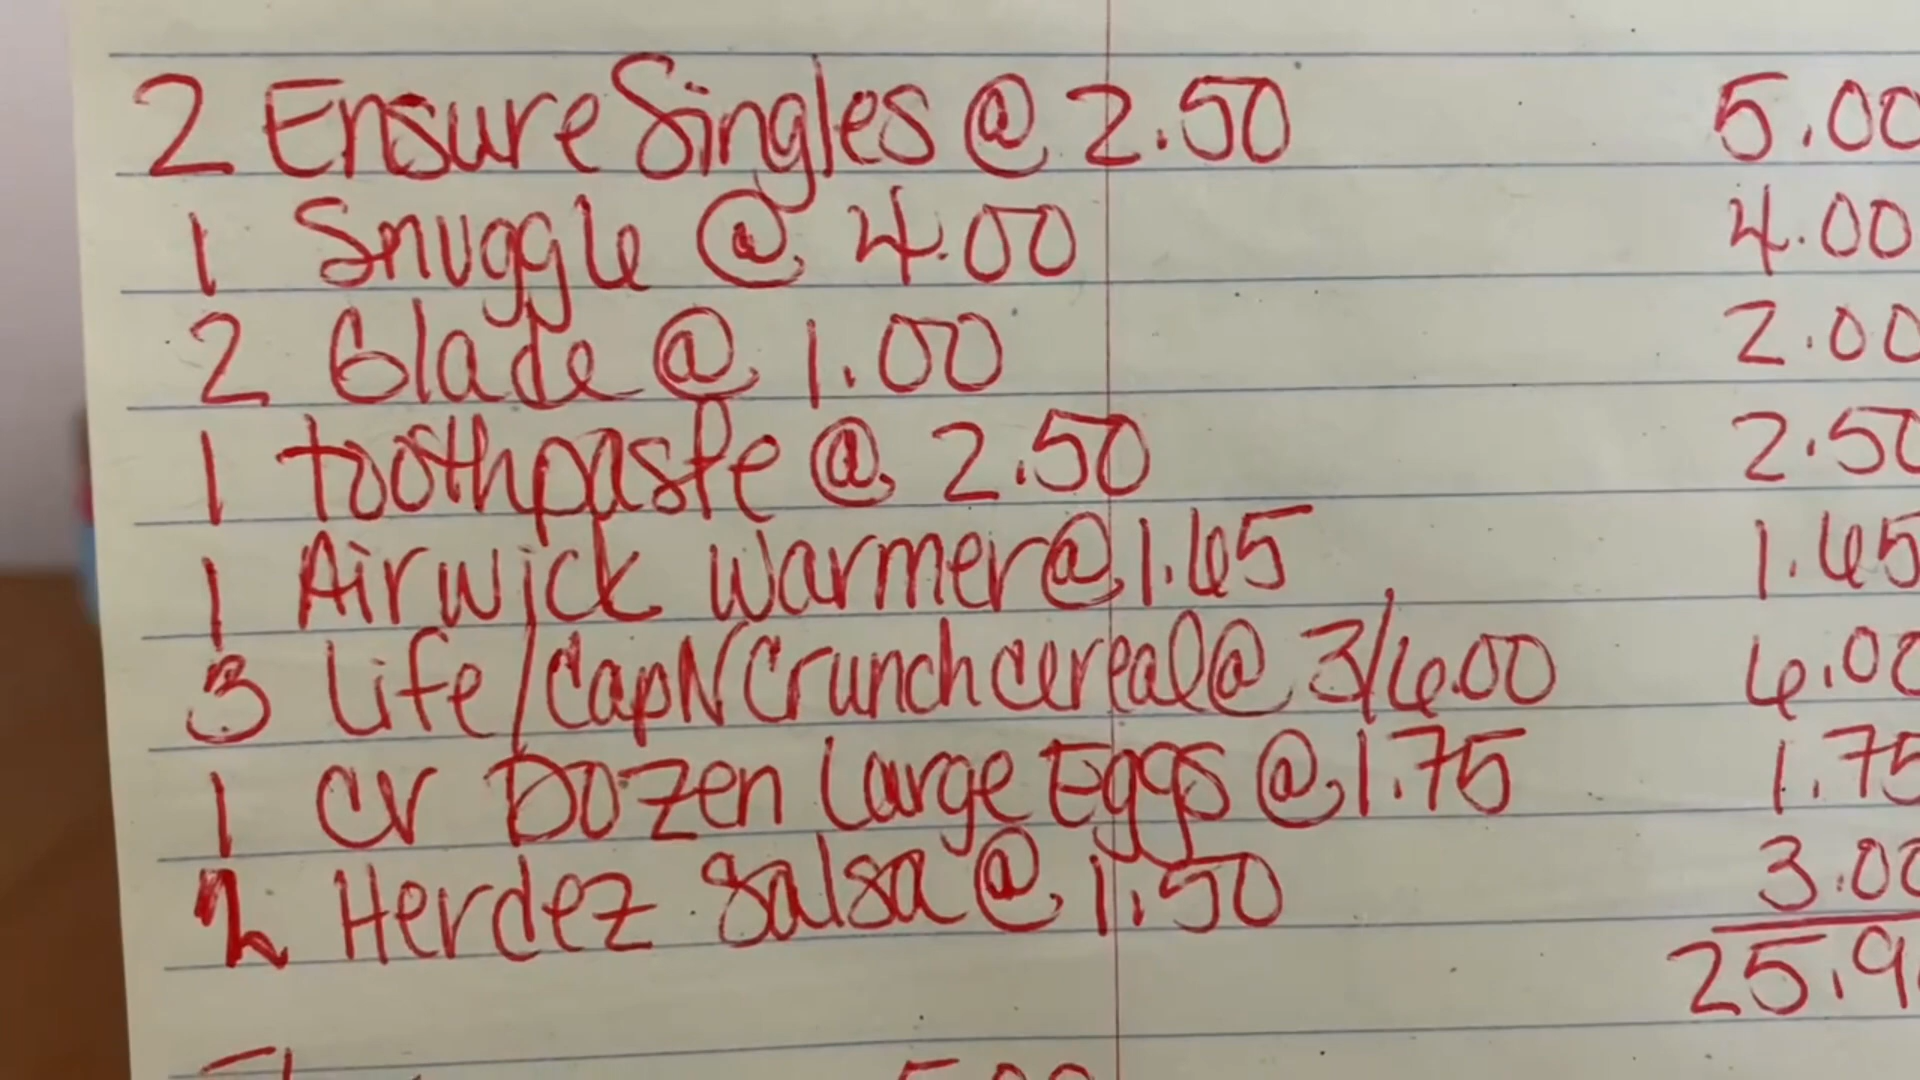 2 Ensure Singles @ 2.50 5.00
1 Snuggle @ 4.00 4.00
2 Glade @ 1.00 2.00
1 toothpaste @ 2.50 2.50
1 Airwick Warmer @ 1.65 1.65
3 Life/CapNCrunch cereal @ 3/6.00 6.00
1 CV Dozen Large Eggs @ 1.75 1.75
2 Herdez Salsa @ 1.50 3.00
25.9